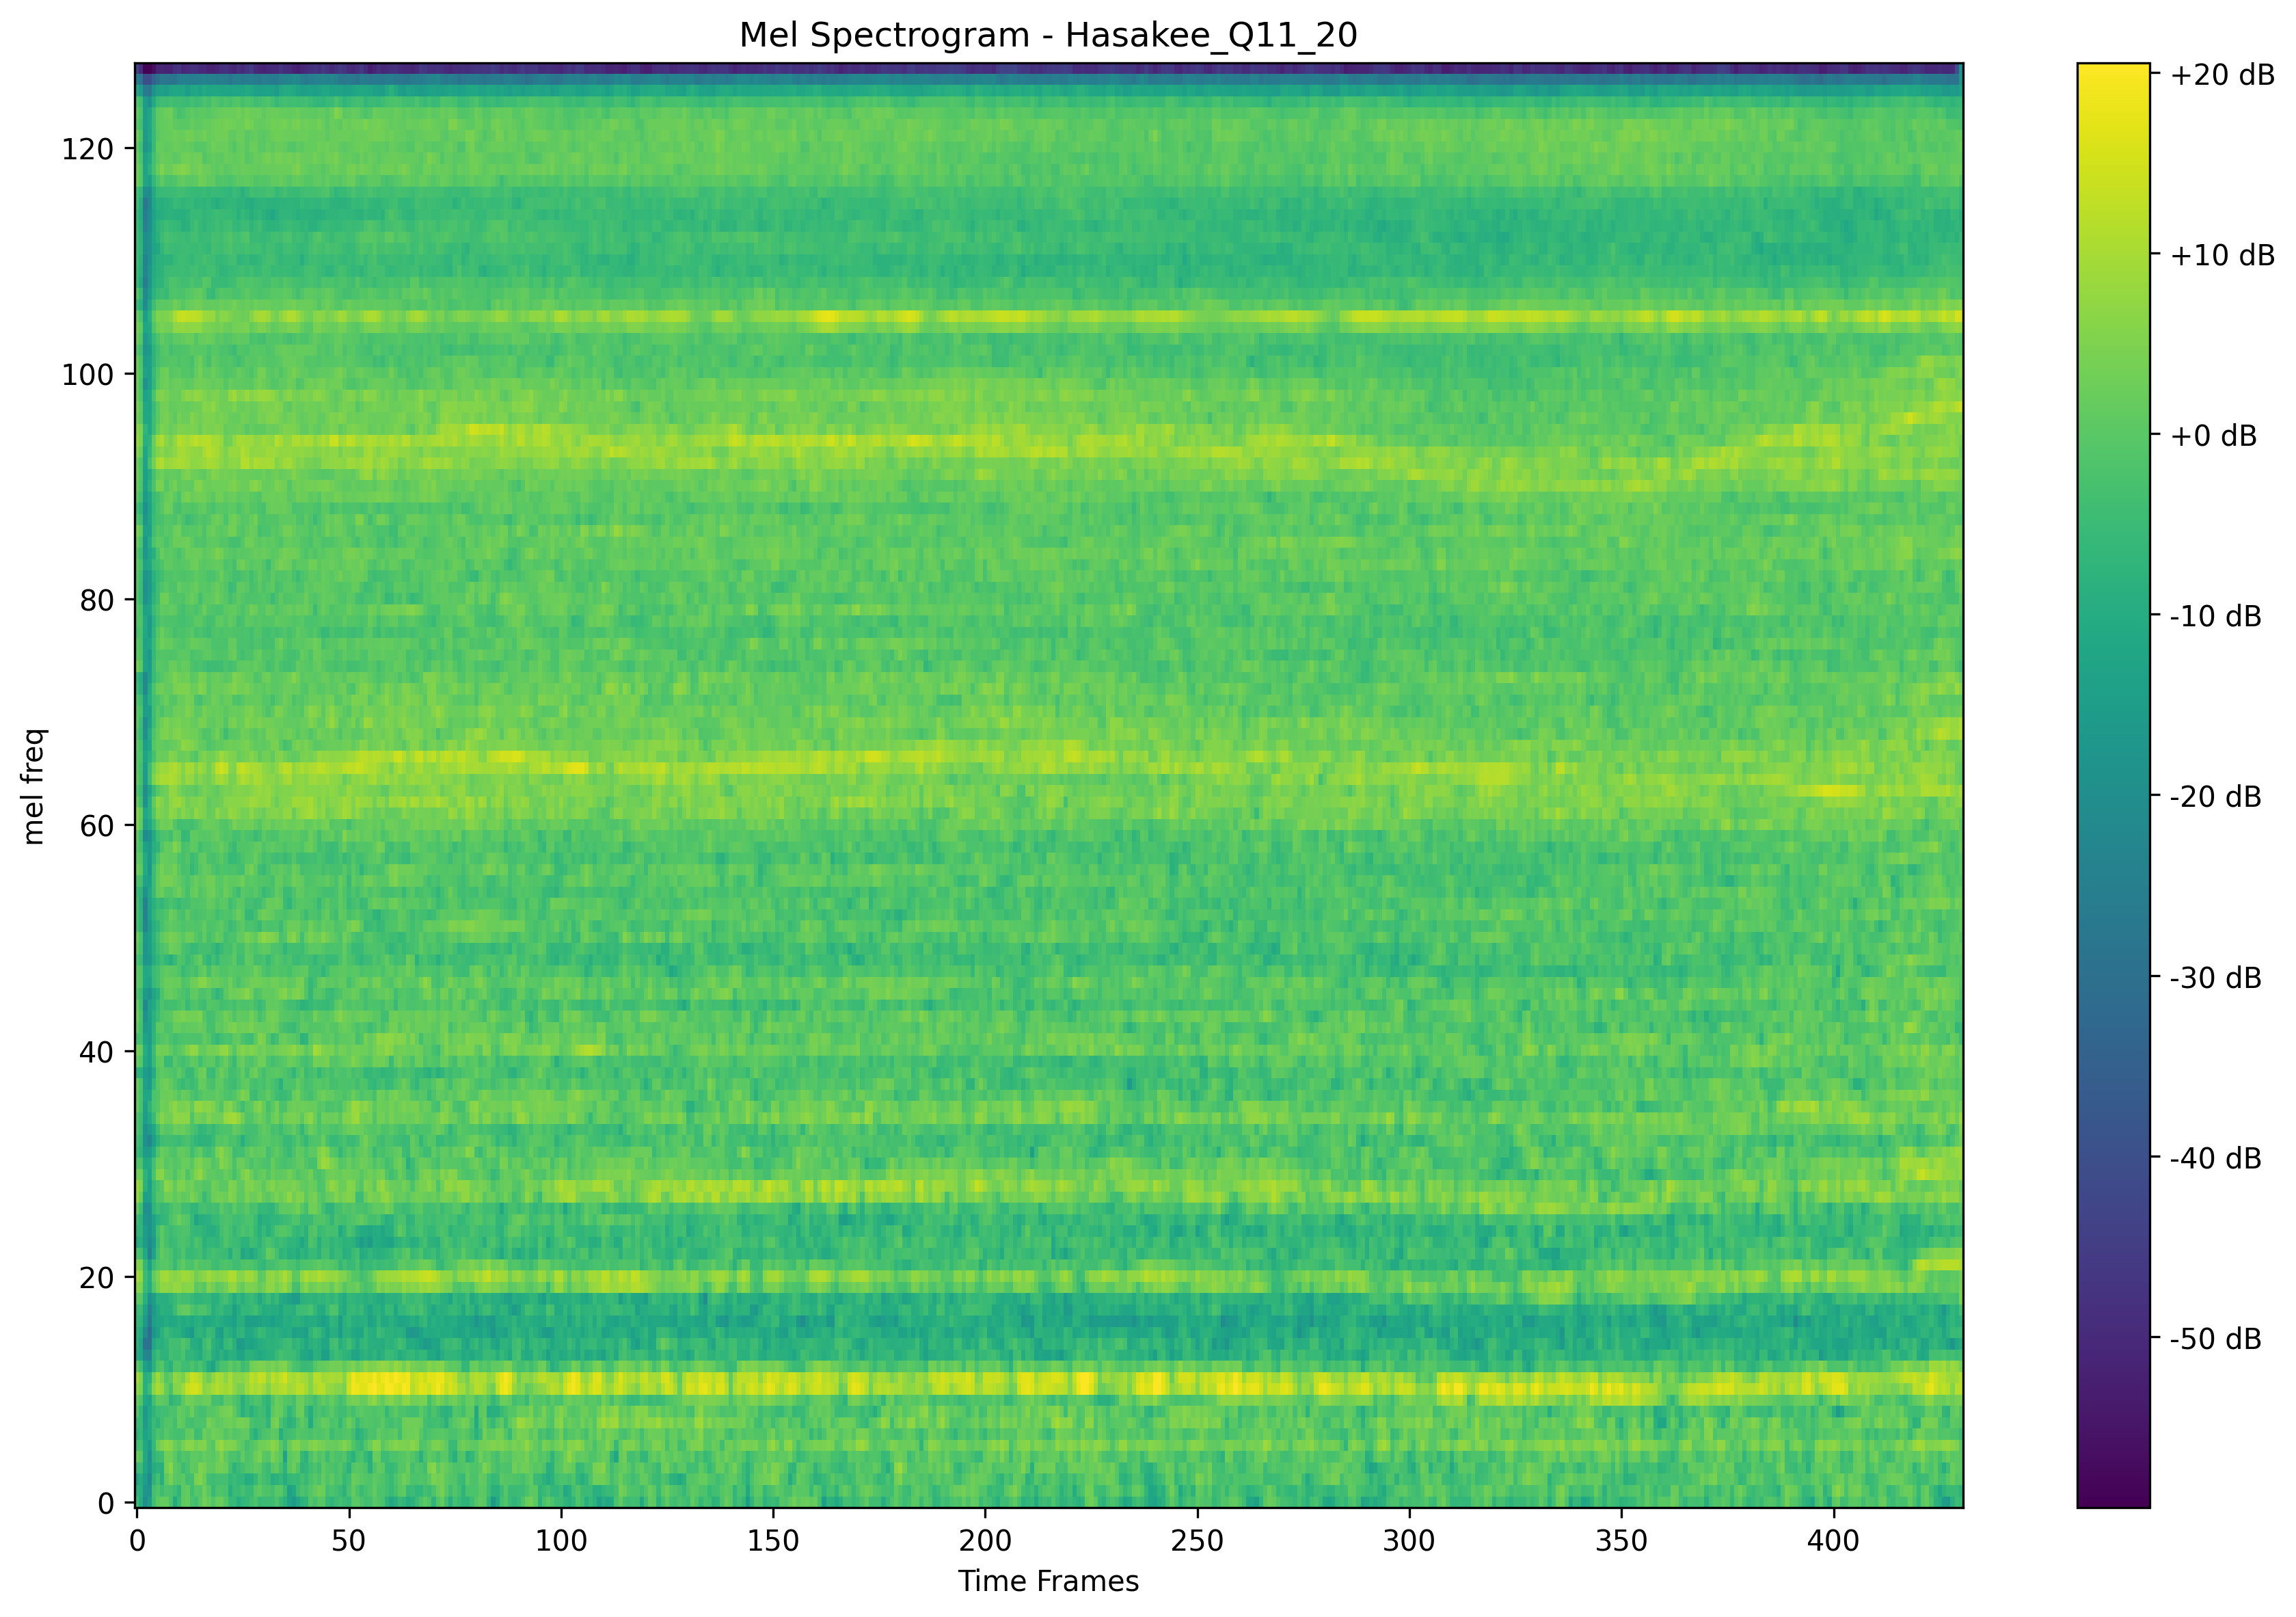 Mel Spectrogram - Hasakee_Q11_20
mel freq
120
100
80
60
40
20
0
0 50 100 150 200 250 300 350 400
Time Frames
+20 dB
+10 dB
+0 dB
-10 dB
-20 dB
-30 dB
-40 dB
-50 dB